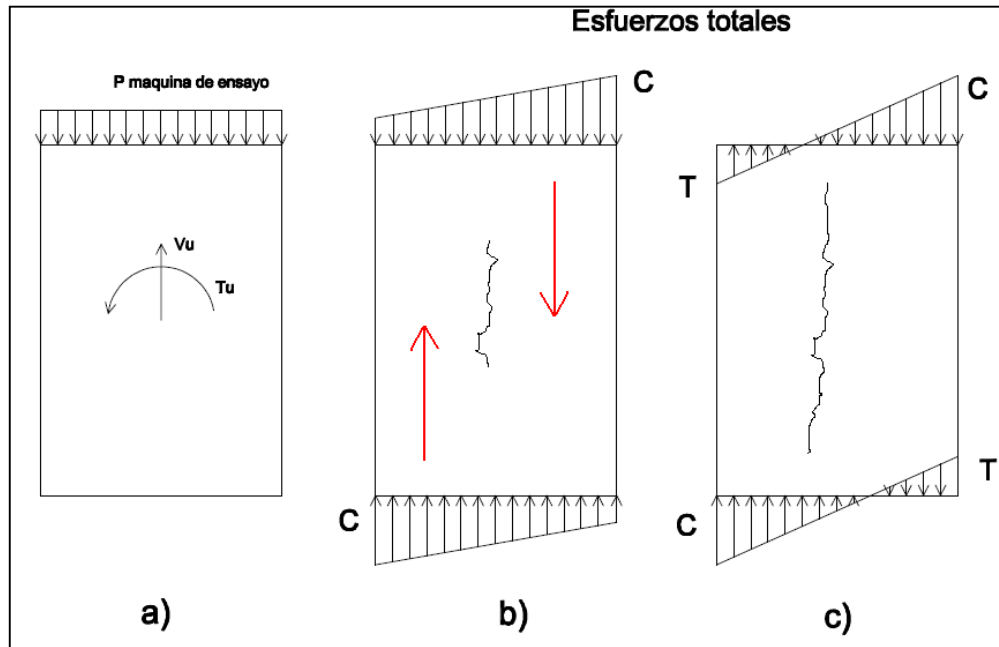 Esfuerzos totales
P maquina de ensayo
Vu
Tu
a)
C
C
b)
C
T
T
C
c)